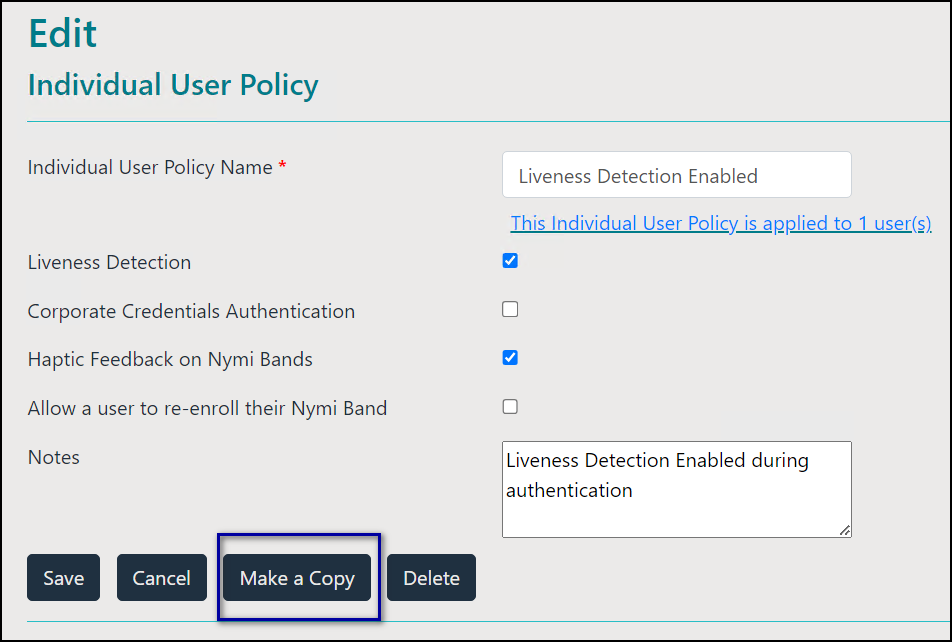 Edit
Individual User Policy
Individual User Policy Name *
Liveness Detection Enabled
This Individual User Policy is applied to 1 user(s)
Liveness Detection
Corporate Credentials Authentication
Haptic Feedback on Nymi Bands
Allow a user to re-enroll their Nymi Band
Notes
Liveness Detection Enabled during
authentication
Save Cancel Make a Copy Delete